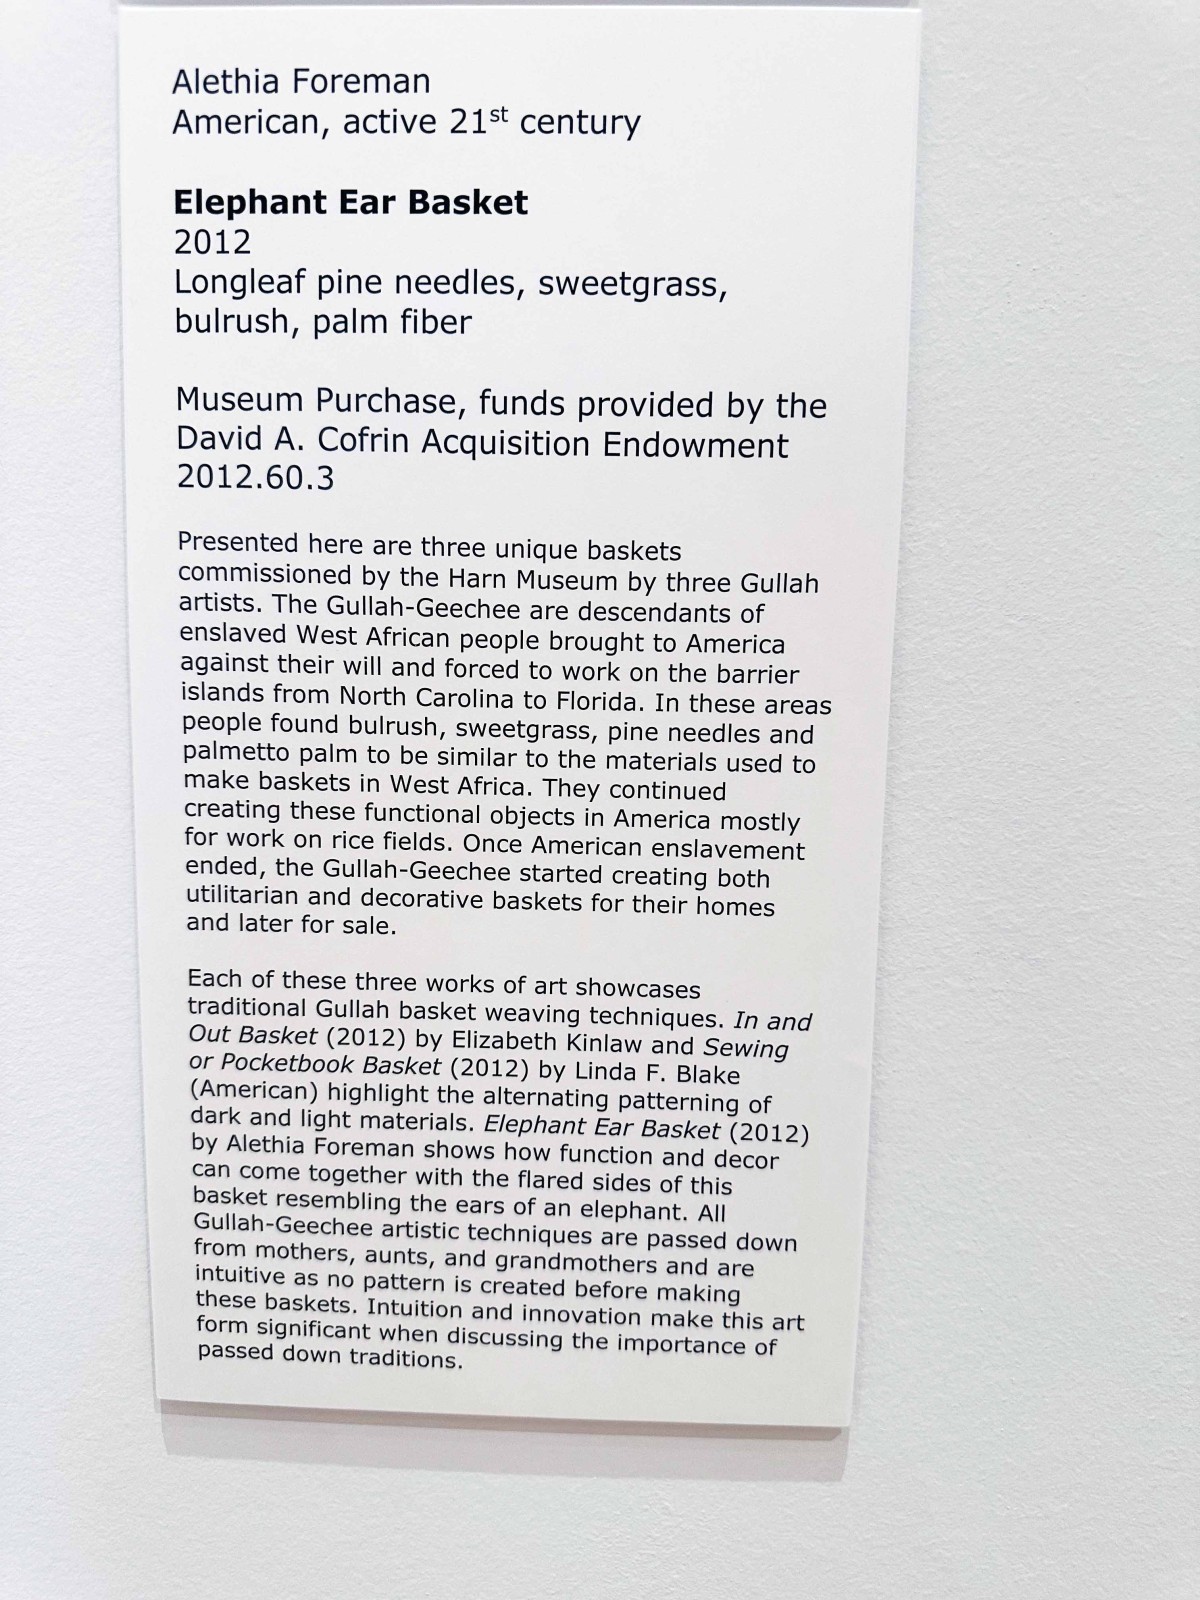 Alethia Foreman
American, active 21st century
Elephant Ear Basket
2012
Longleaf pine needles, sweetgrass,
bulrush, palm fiber
Museum Purchase, funds provided by the
David A. Cofrin Acquisition Endowment
2012.60.3
Presented here are three unique baskets
commissioned by the Harn Museum by three Gullah
artists. The Gullah-Geechee are descendants of
enslaved West African people brought to America
against their will and forced to work on the barrier
islands from North Carolina to Florida. In these areas
people found bulrush, sweetgrass, pine needles and
palmetto palm to be similar to the materials used to
make baskets in West Africa. They continued
creating these functional objects in America mostly
for work on rice fields. Once American enslavement
ended, the Gullah-Geechee started creating both
utilitarian and decorative baskets for their homes
and later for sale.
Each of these three works of art showcases
traditional Gullah basket weaving techniques. In and
Out Basket (2012) by Elizabeth Kinlaw and Sewing
or Pocketbook Basket (2012) by Linda F. Blake
(American) highlight the alternating patterning of
dark and light materials. Elephant Ear Basket (2012)
by Alethia Foreman shows how function and decor
can come together with the flared sides of this
basket resembling the ears of an elephant. All
Gullah-Geechee artistic techniques are passed down
from mothers, aunts, and grandmothers and are
intuitive as no pattern is created before making
these baskets. Intuition and innovation make this art
form significant when discussing the importance of
passed down traditions.